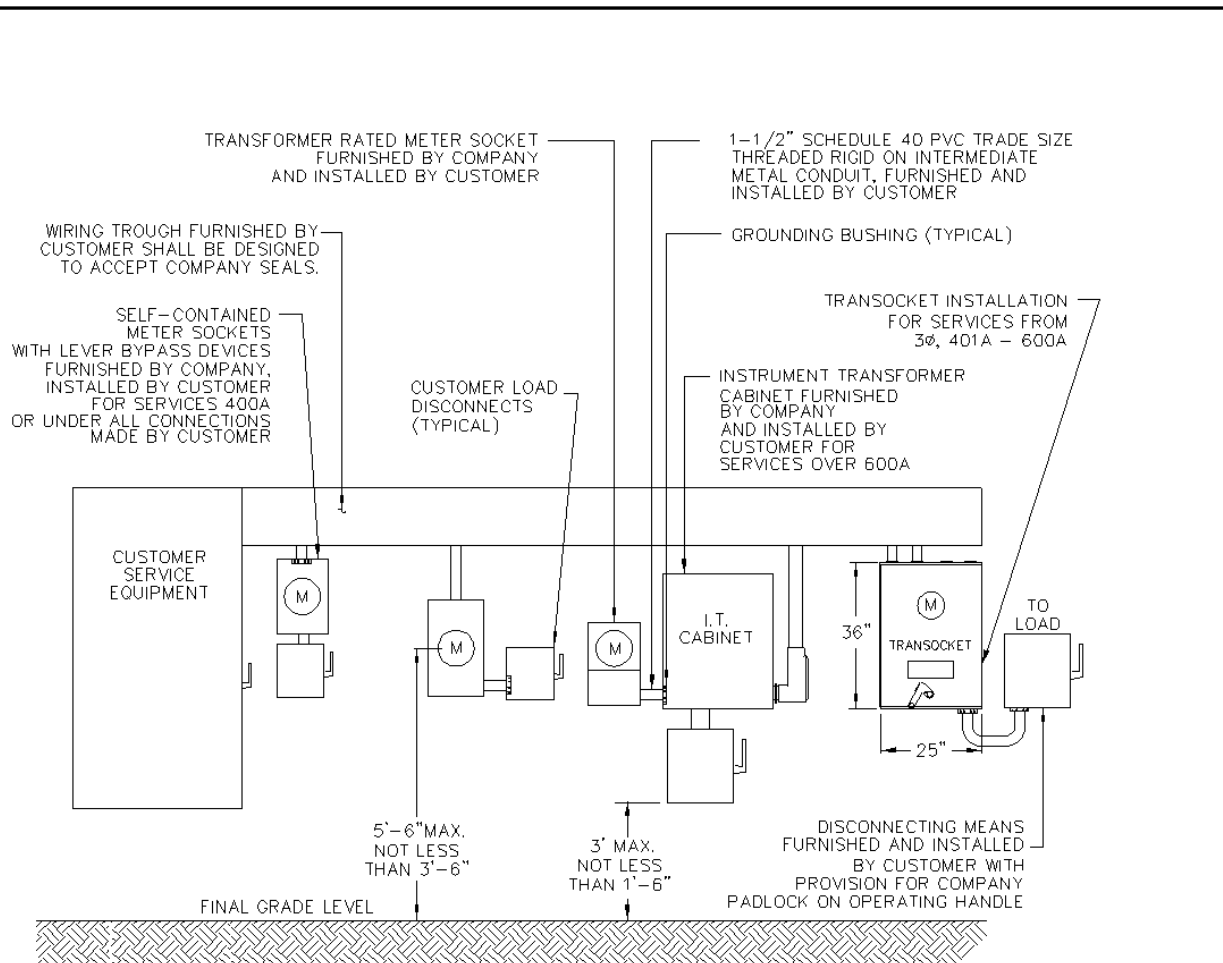 TRANSFORMER RATED METER SOCKET
FURNISHED BY COMPANY
AND INSTALLED BY CUSTOMER
1-1/2" SCHEDULE 40 PVC TRADE SIZE
THREADED RIGID ON INTERMEDIATE
METAL CONDUIT, FURNISHED AND
INSTALLED BY CUSTOMER
WIRING TROUGH FURNISHED BY
CUSTOMER SHALL BE DESIGNED
TO ACCEPT COMPANY SEALS.
GROUNDING BUSHING (TYPICAL)
SELF-CONTAINED
METER SOCKETS
WITH LEVER BYPASS DEVICES
FURNISHED BY COMPANY,
INSTALLED BY CUSTOMER
FOR SERVICES 400A
OR UNDER ALL CONNECTIONS
MADE BY CUSTOMER
TRANSOCKET INSTALLATION
FOR SERVICES FROM
3ø, 401A - 600A
CUSTOMER LOAD
DISCONNECTS
(TYPICAL)
INSTRUMENT TRANSFORMER
CABINET FURNISHED
BY COMPANY
AND INSTALLED BY
CUSTOMER FOR
SERVICES OVER 600A
CUSTOMER
SERVICE
EQUIPMENT
M
M
M
I.T.
CABINET
M
TRANSOCKET
36"
25"
TO
LOAD
5'-6"MAX.
NOT LESS
THAN 3'-6"
3' MAX.
NOT LESS
THAN 1'-6"
DISCONNECTING MEANS
FURNISHED AND INSTALLED
BY CUSTOMER WITH
PROVISION FOR COMPANY
PADLOCK ON OPERATING HANDLE
FINAL GRADE LEVEL